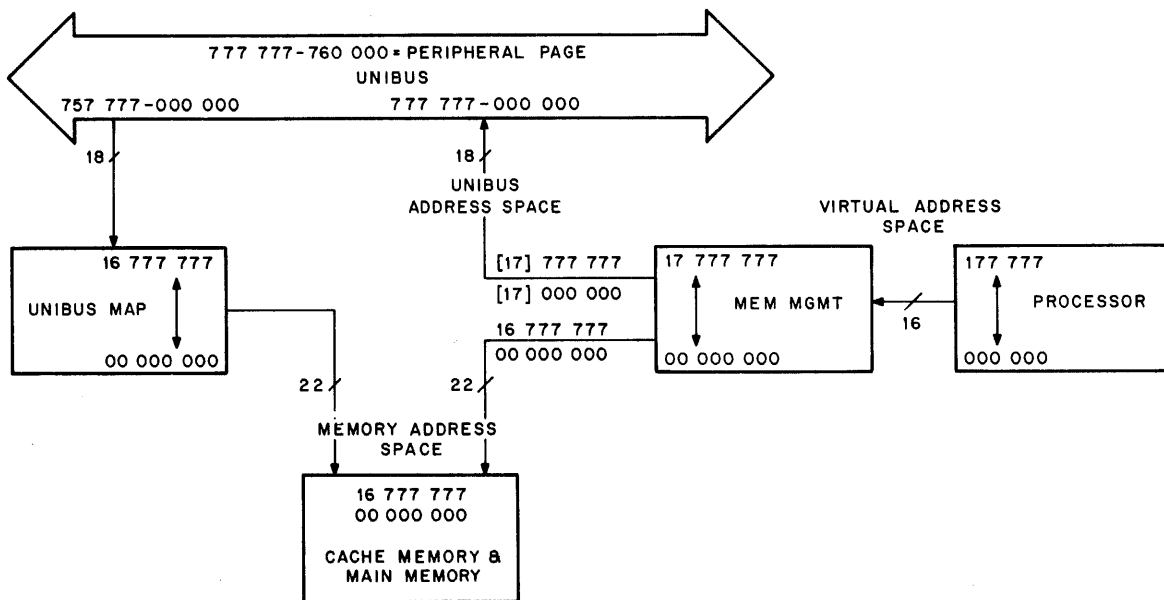 777 777-760 000 = PERIPHERAL PAGE
UNIBUS
757 777-000 000
777 777-000 000
18
18
UNIBUS
ADDRESS SPACE
VIRTUAL ADDRESS
SPACE
16 777 777
UNIBUS MAP
00 000 000
[17] 777 777
[17] 000 000
16 777 777
00 000 000
17 777 777
MEM MGMT
00 000 000
16
177 777
PROCESSOR
000 000
22
22
MEMORY ADDRESS
SPACE
16 777 777
00 000 000
CACHE MEMORY &
MAIN MEMORY